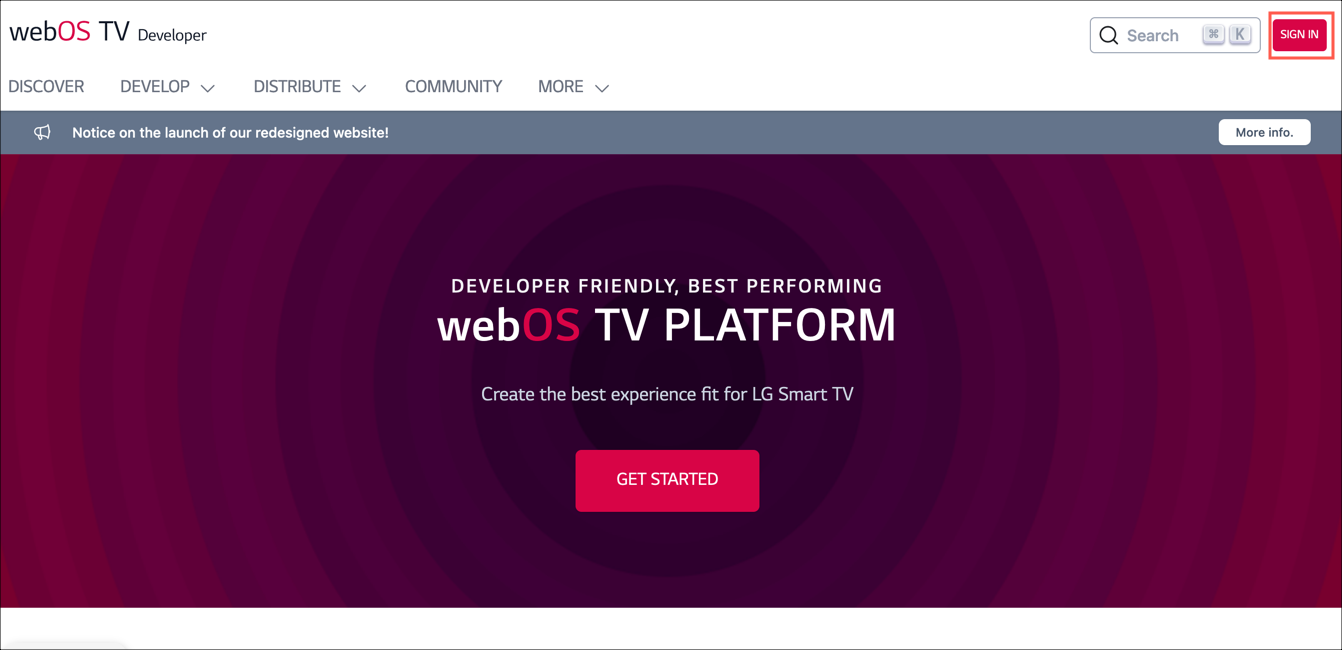 webOS TV Developer
Search ⌘ K
SIGN IN
DISCOVER DEVELOP DISTRIBUTE COMMUNITY MORE
Notice on the launch of our redesigned website!
More info.
DEVELOPER FRIENDLY, BEST PERFORMING
webOS TV PLATFORM
Create the best experience fit for LG Smart TV
GET STARTED